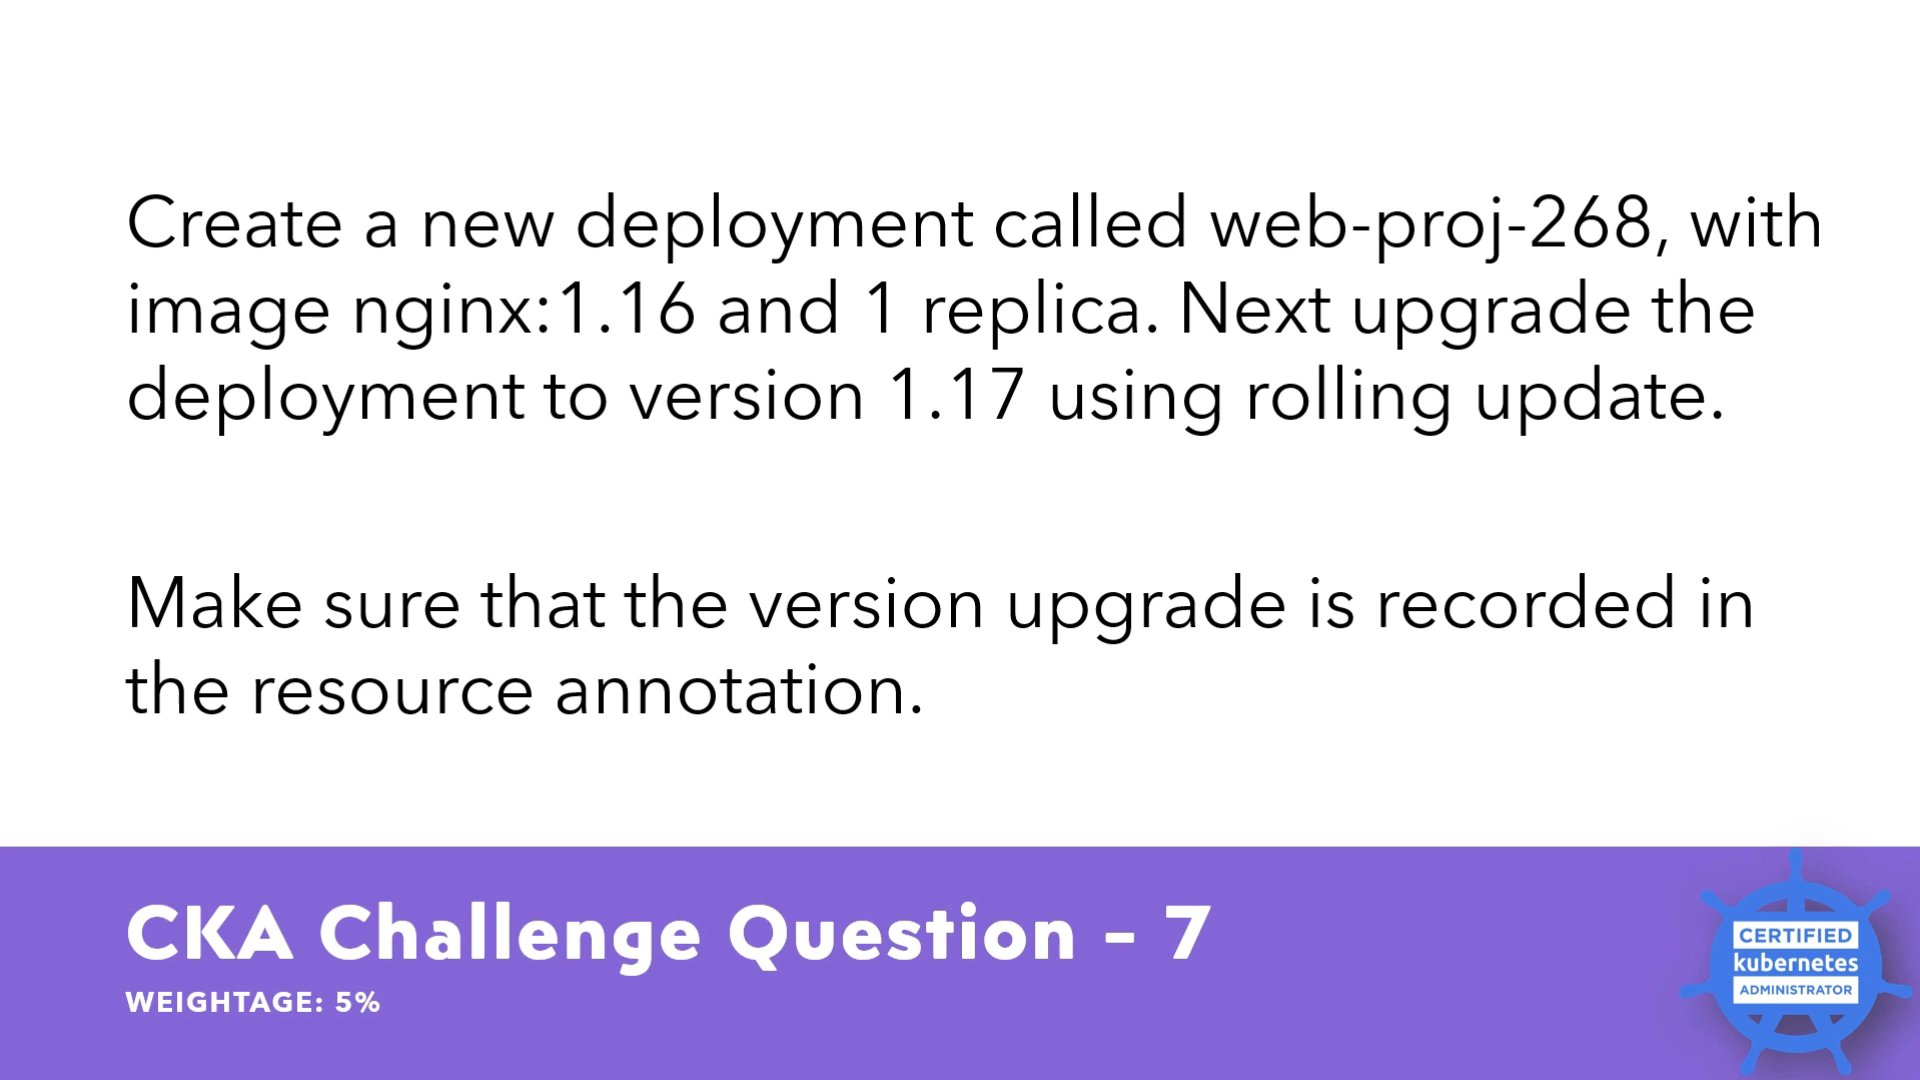 Create a new deployment called web-proj-268, with
image nginx:1.16 and 1 replica. Next upgrade the
deployment to version 1.17 using rolling update.
Make sure that the version upgrade is recorded in
the resource annotation.
CKA Challenge Question - 7
WEIGHTAGE: 5%
CERTIFIED
kubernetes
ADMINISTRATOR